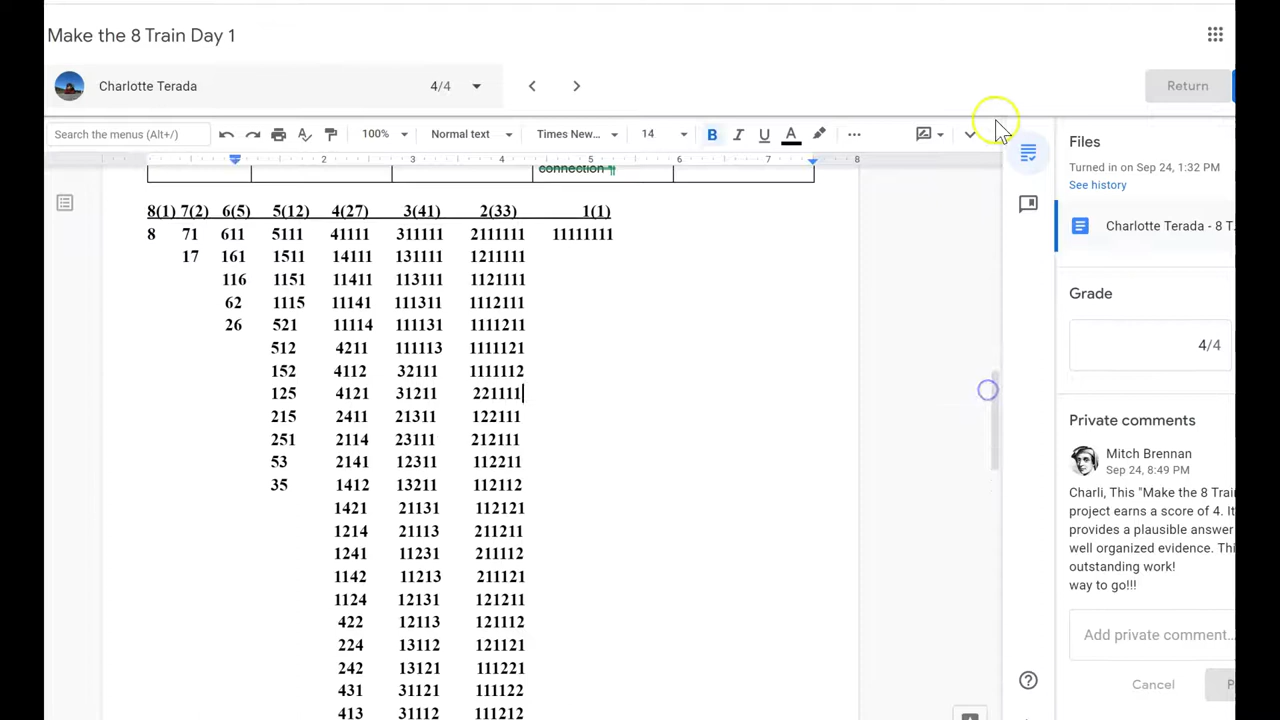 Make the 8 Train Day 1
Charlotte Terada 4/4
Return
Search the menus (Alt+/) 100% Normal text Times New... 14 B I U A
1 2 3 4 5 6 7 8
connection ¶
8(1) 7(2) 6(5) 5(12) 4(27) 3(41) 2(33) 1(1)
8 71 611 5111 41111 311111 2111111 11111111
17 161 1511 14111 131111 1211111
116 1151 11411 113111 1121111
62 1115 11141 111311 1112111
26 521 11114 111131 1111211
512 4211 111113 1111121
152 4112 32111 1111112
125 4121 31211 221111
215 2411 21311 122111
251 2114 23111 212111
53 2141 12311 112211
35 1412 13211 112112
1421 21131 112121
1214 21113 211211
1241 11231 211112
1142 11213 211121
1124 12131 121211
422 12113 121112
224 13112 121121
242 13121 111221
431 31121 111122
413 31112 111212
Files
Turned in on Sep 24, 1:32 PM
See history
Charlotte Terada - 8 T
Grade
4/4
Private comments
Mitch Brennan
Sep 24, 8:49 PM
Charli, This "Make the 8 Trai
project earns a score of 4. It
provides a plausible answer
well organized evidence. Thi
outstanding work!
way to go!!!
Add private comment...
Cancel